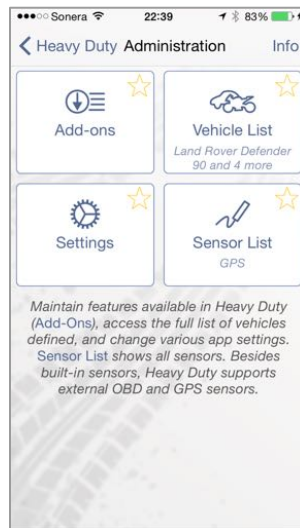 Sonera 22:39 83%
Heavy Duty Administration Info
Add-ons
Vehicle List
Land Rover Defender
90 and 4 more
Settings
Sensor List
GPS
Maintain features available in Heavy Duty
(Add-Ons), access the full list of vehicles
defined, and change various app settings.
Sensor List shows all sensors. Besides
built-in sensors, Heavy Duty supports
external OBD and GPS sensors.